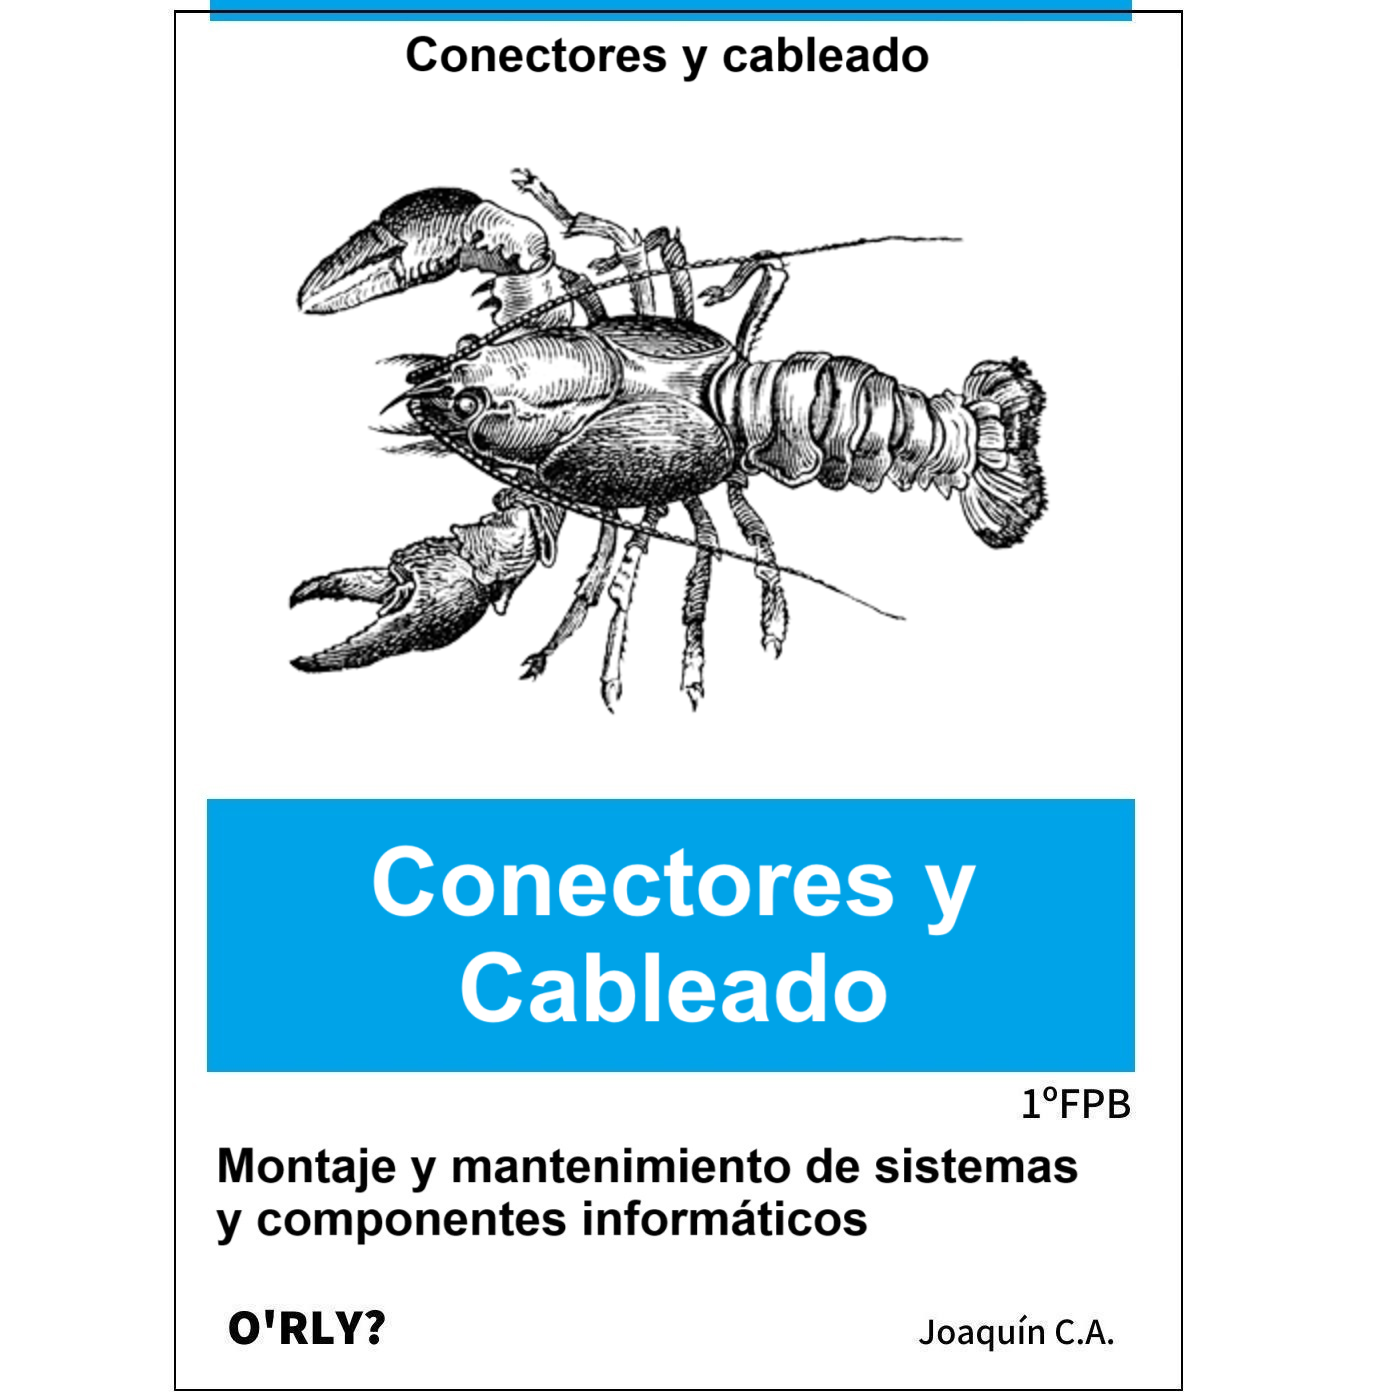 Conectores y cableado
Conectores y
Cableado
1ºFPB
Montaje y mantenimiento de sistemas
y componentes informáticos
O'RLY?
Joaquín C.A.